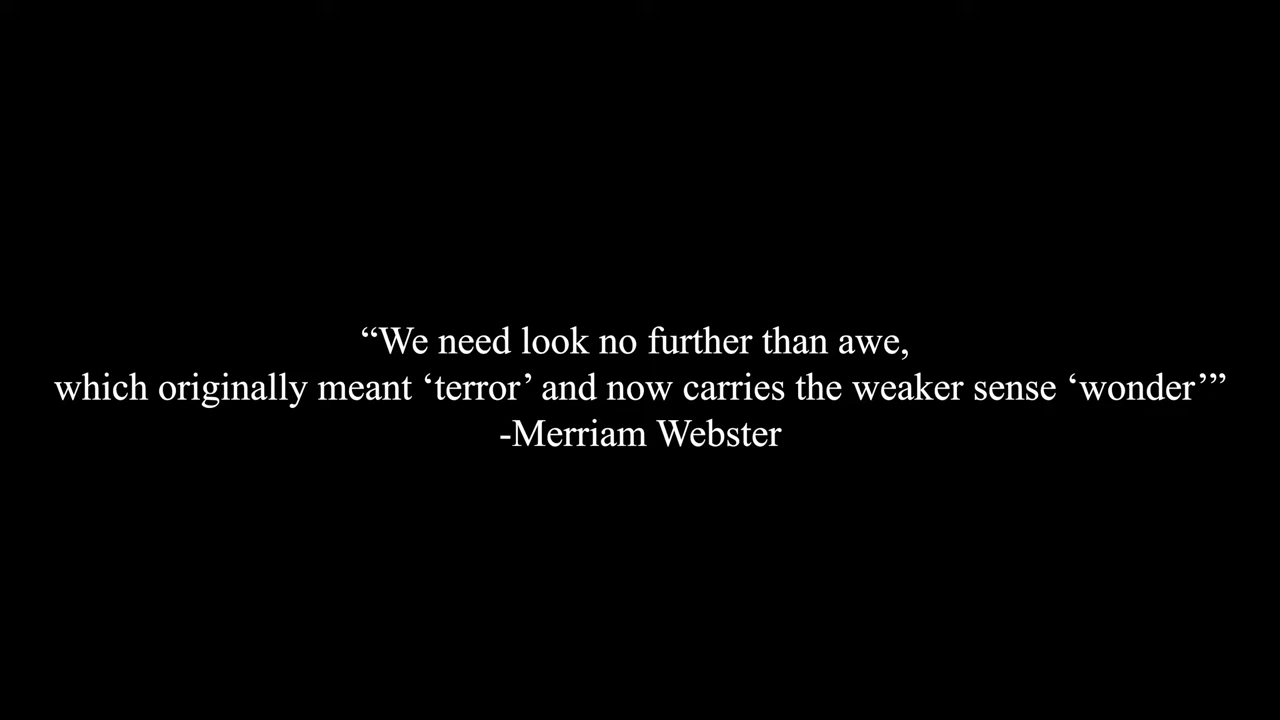 “We need look no further than awe,
which originally meant ‘terror’ and now carries the weaker sense ‘wonder’”
-Merriam Webster